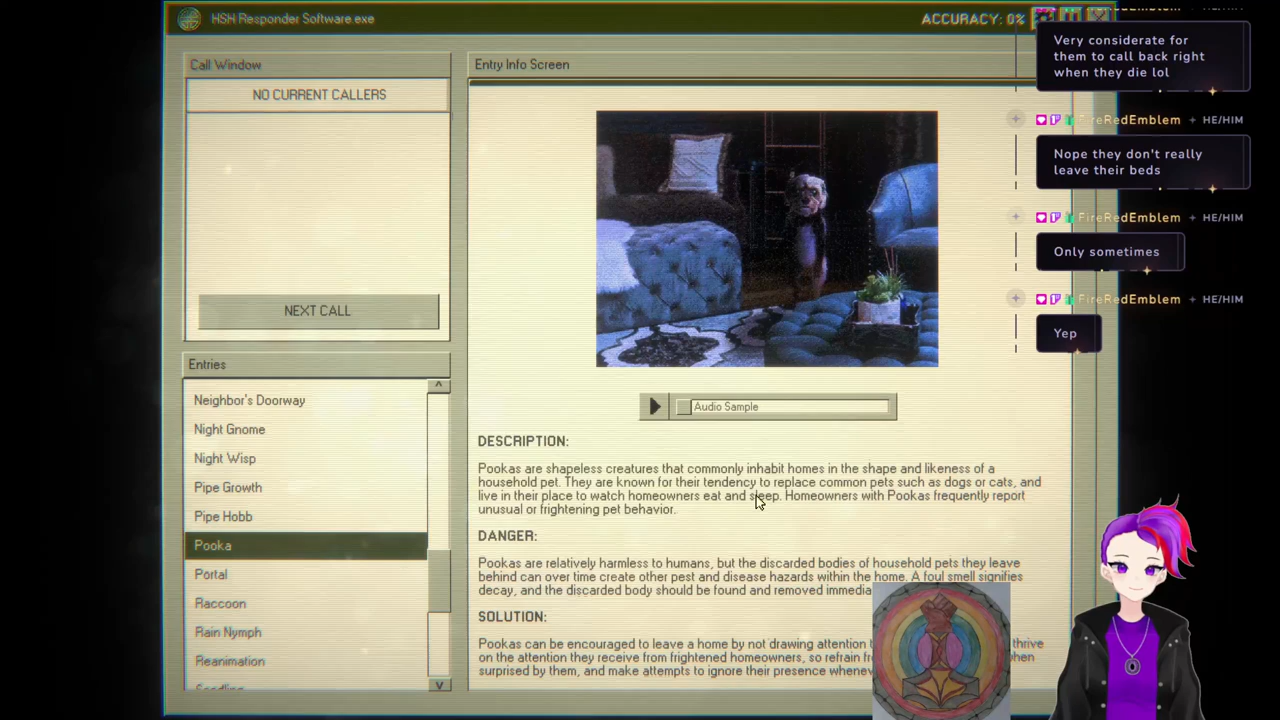 HSH Responder Software.exe
ACCURACY: 0%
Call Window
NO CURRENT CALLERS
NEXT CALL
Entries
Neighbor's Doorway
Night Gnome
Night Wisp
Pipe Growth
Pipe Hobb
Pooka
Portal
Raccoon
Rain Nymph
Reanimation
Entry Info Screen
Audio Sample
DESCRIPTION:
Pookas are shapeless creatures that commonly inhabit homes in the shape and likeness of a
household pet. They are known for their tendency to replace common pets such as dogs or cats, and
live in their place to watch homeowners eat and sleep. Homeowners with Pookas frequently report
unusual or frightening pet behavior.
DANGER:
Pookas are relatively harmless to humans, but the discarded bodies of household pets they leave
behind can over time create other pest and disease hazards within the home. A foul smell signifies
decay, and the discarded body should be found and removed
SOLUTION:
Pookas can be encouraged to leave a home by not drawing attention thrive
on the attention they receive from frightened homeowners, so refrain when
surprised by them, and make attempts to ignore their presence
Very considerate for
them to call back right
when they die lol
FireRedEmblem + HE/HIM
Nope they don't really
leave their beds
FireRedEmblem + HE/HIM
Only sometimes
FireRedEmblem + HE/HIM
Yep